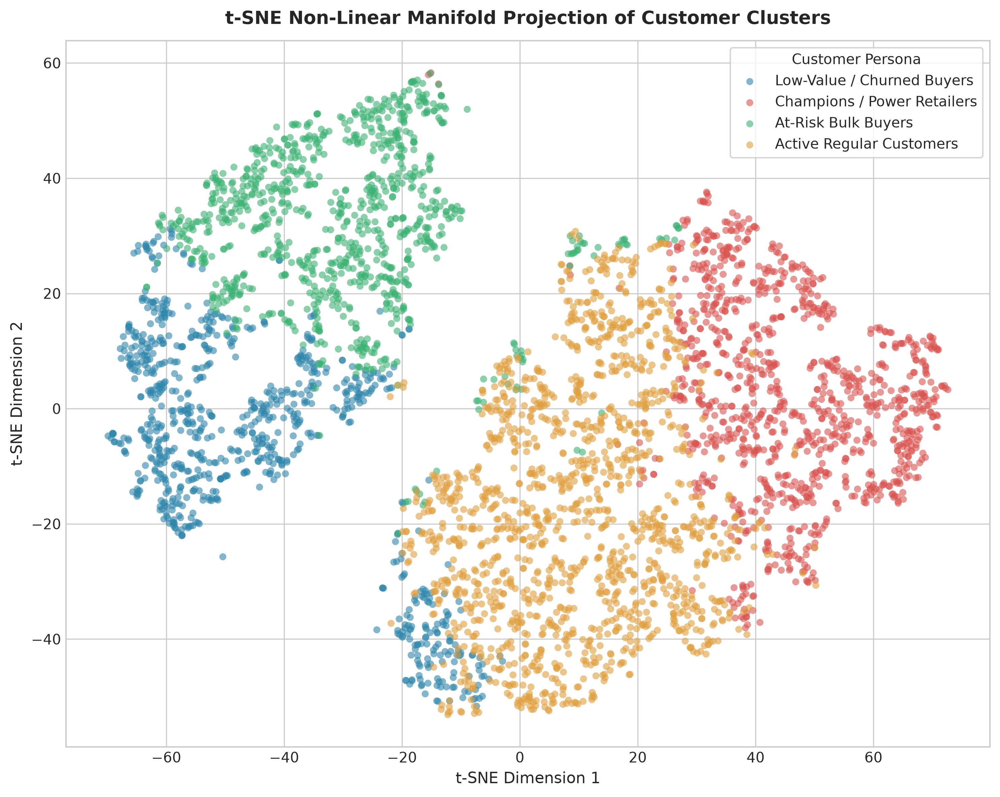 t-SNE Non-Linear Manifold Projection of Customer Clusters
Customer Persona
Low-Value / Churned Buyers
Champions / Power Retailers
At-Risk Bulk Buyers
Active Regular Customers
t-SNE Dimension 2
60
40
20
0
−20
−40
−60
−40
−20
0
20
40
60
t-SNE Dimension 1